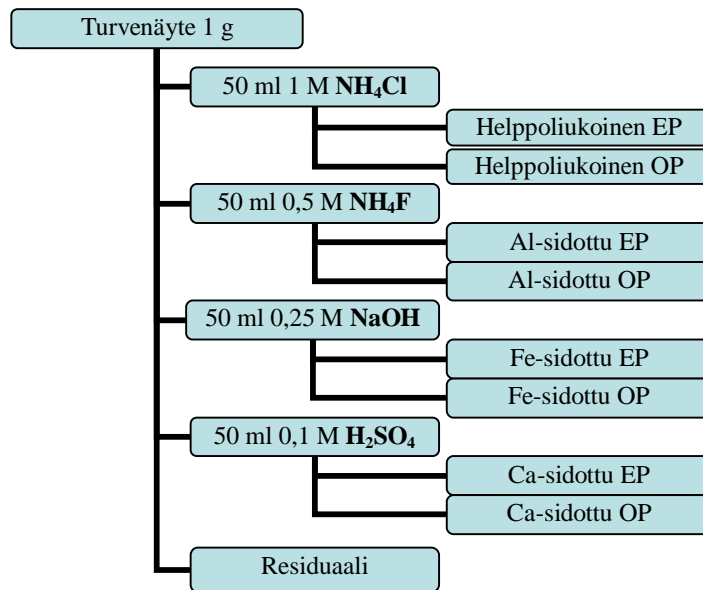 Turvenäyte 1 g
50 ml 1 M NH₄Cl
Helppoliukoinen EP
Helppoliukoinen OP
50 ml 0,5 M NH₄F
Al-sidottu EP
Al-sidottu OP
50 ml 0,25 M NaOH
Fe-sidottu EP
Fe-sidottu OP
50 ml 0,1 M H₂SO₄
Ca-sidottu EP
Ca-sidottu OP
Residuaali